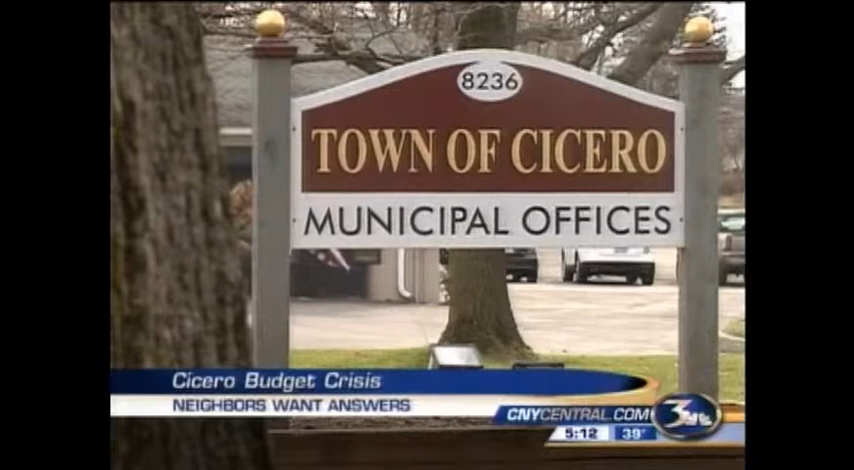 8236
TOWN OF CICERO
MUNICIPAL OFFICES
Cicero Budget Crisis
NEIGHBORS WANT ANSWERS
CNYCENTRAL.COM
3
5:12 39°